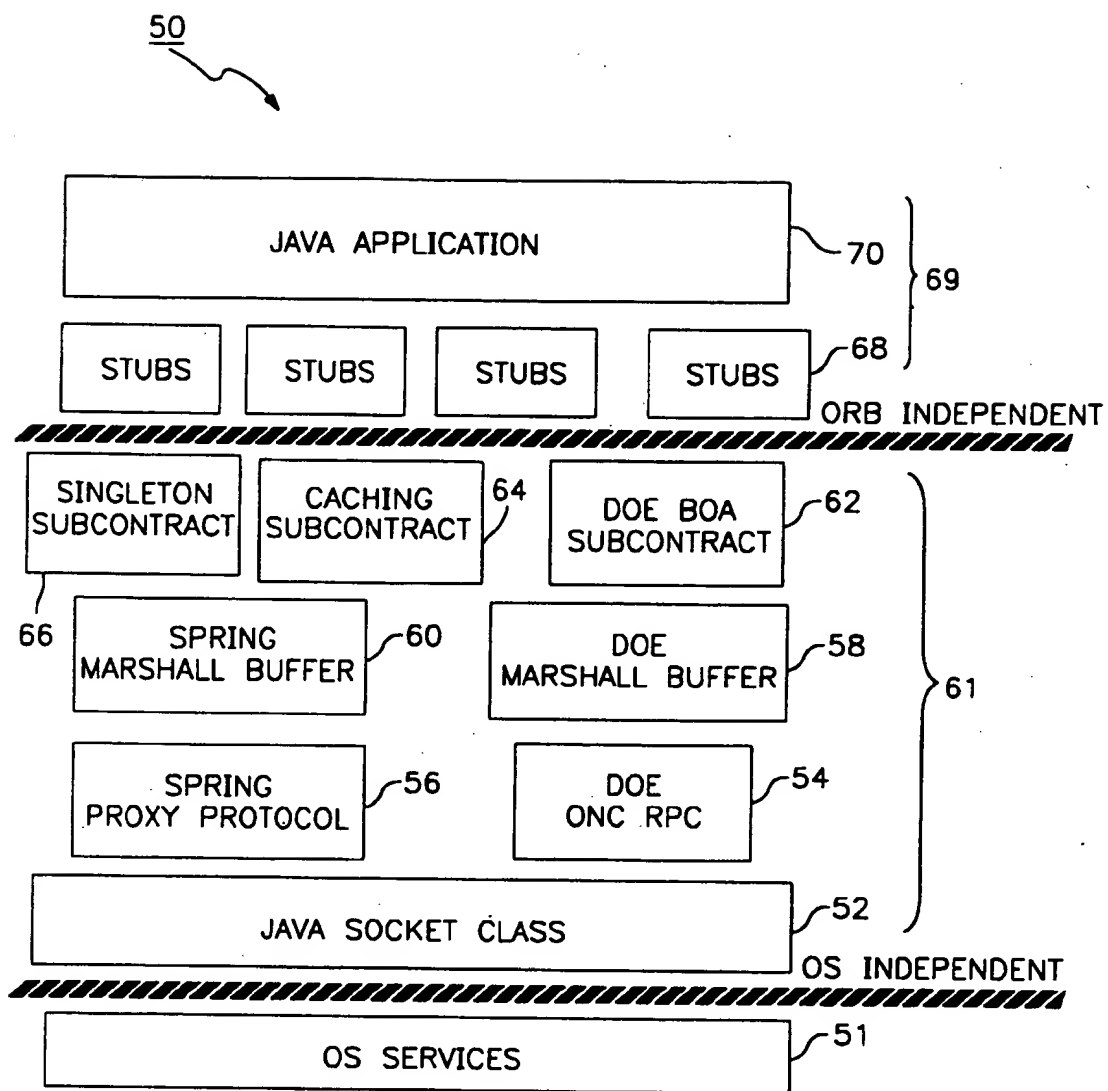 50
JAVA APPLICATION
70
69
STUBS STUBS STUBS STUBS
68
ORB INDEPENDENT
SINGLETON
SUBCONTRACT
66
CACHING
SUBCONTRACT
64
DOE BOA
SUBCONTRACT
62
SPRING
MARSHALL BUFFER
60
DOE
MARSHALL BUFFER
58
61
SPRING
PROXY PROTOCOL
56
DOE
ONC RPC
54
JAVA SOCKET CLASS
52
OS INDEPENDENT
OS SERVICES
51